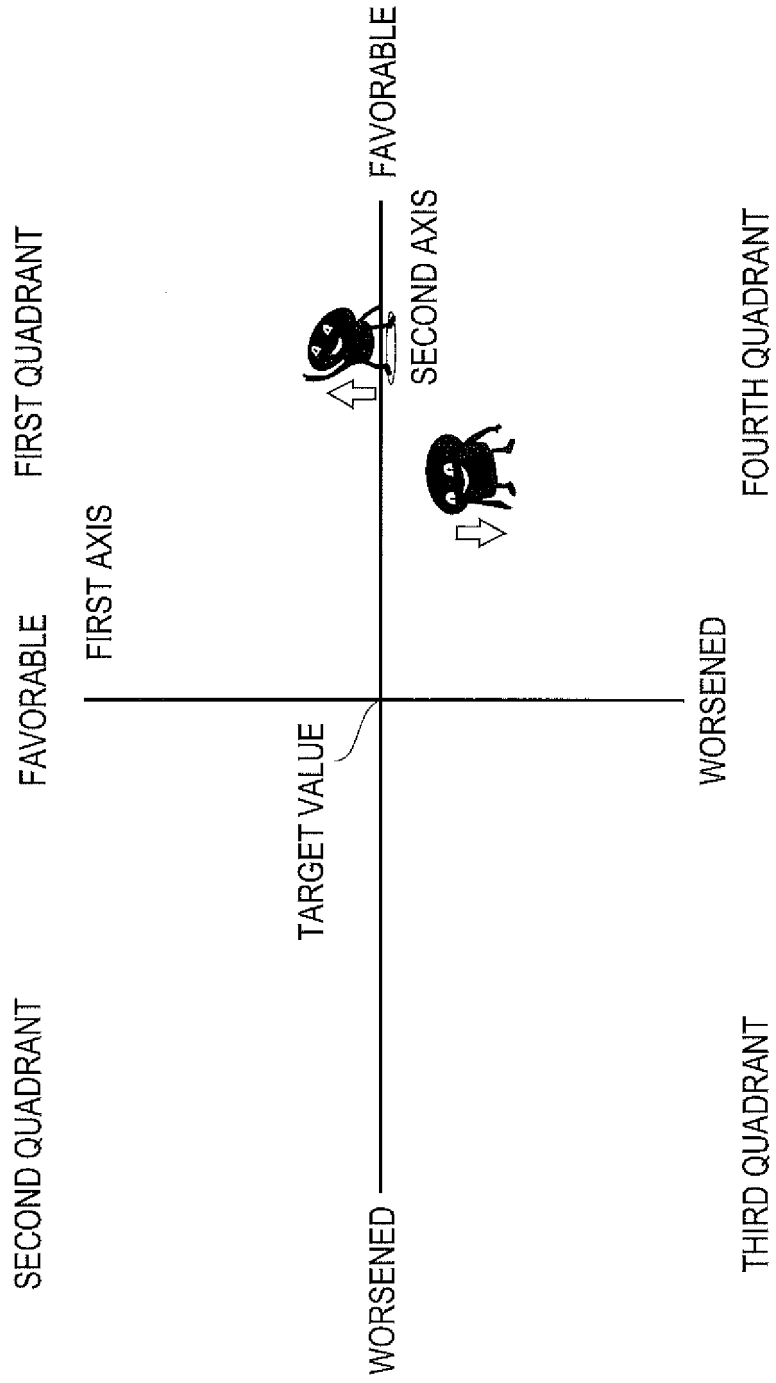 SECOND QUADRANT
FAVORABLE
FIRST QUADRANT
FIRST AXIS
TARGET VALUE
WORSENED
FAVORABLE
SECOND AXIS
WORSENED
THIRD QUADRANT
FOURTH QUADRANT